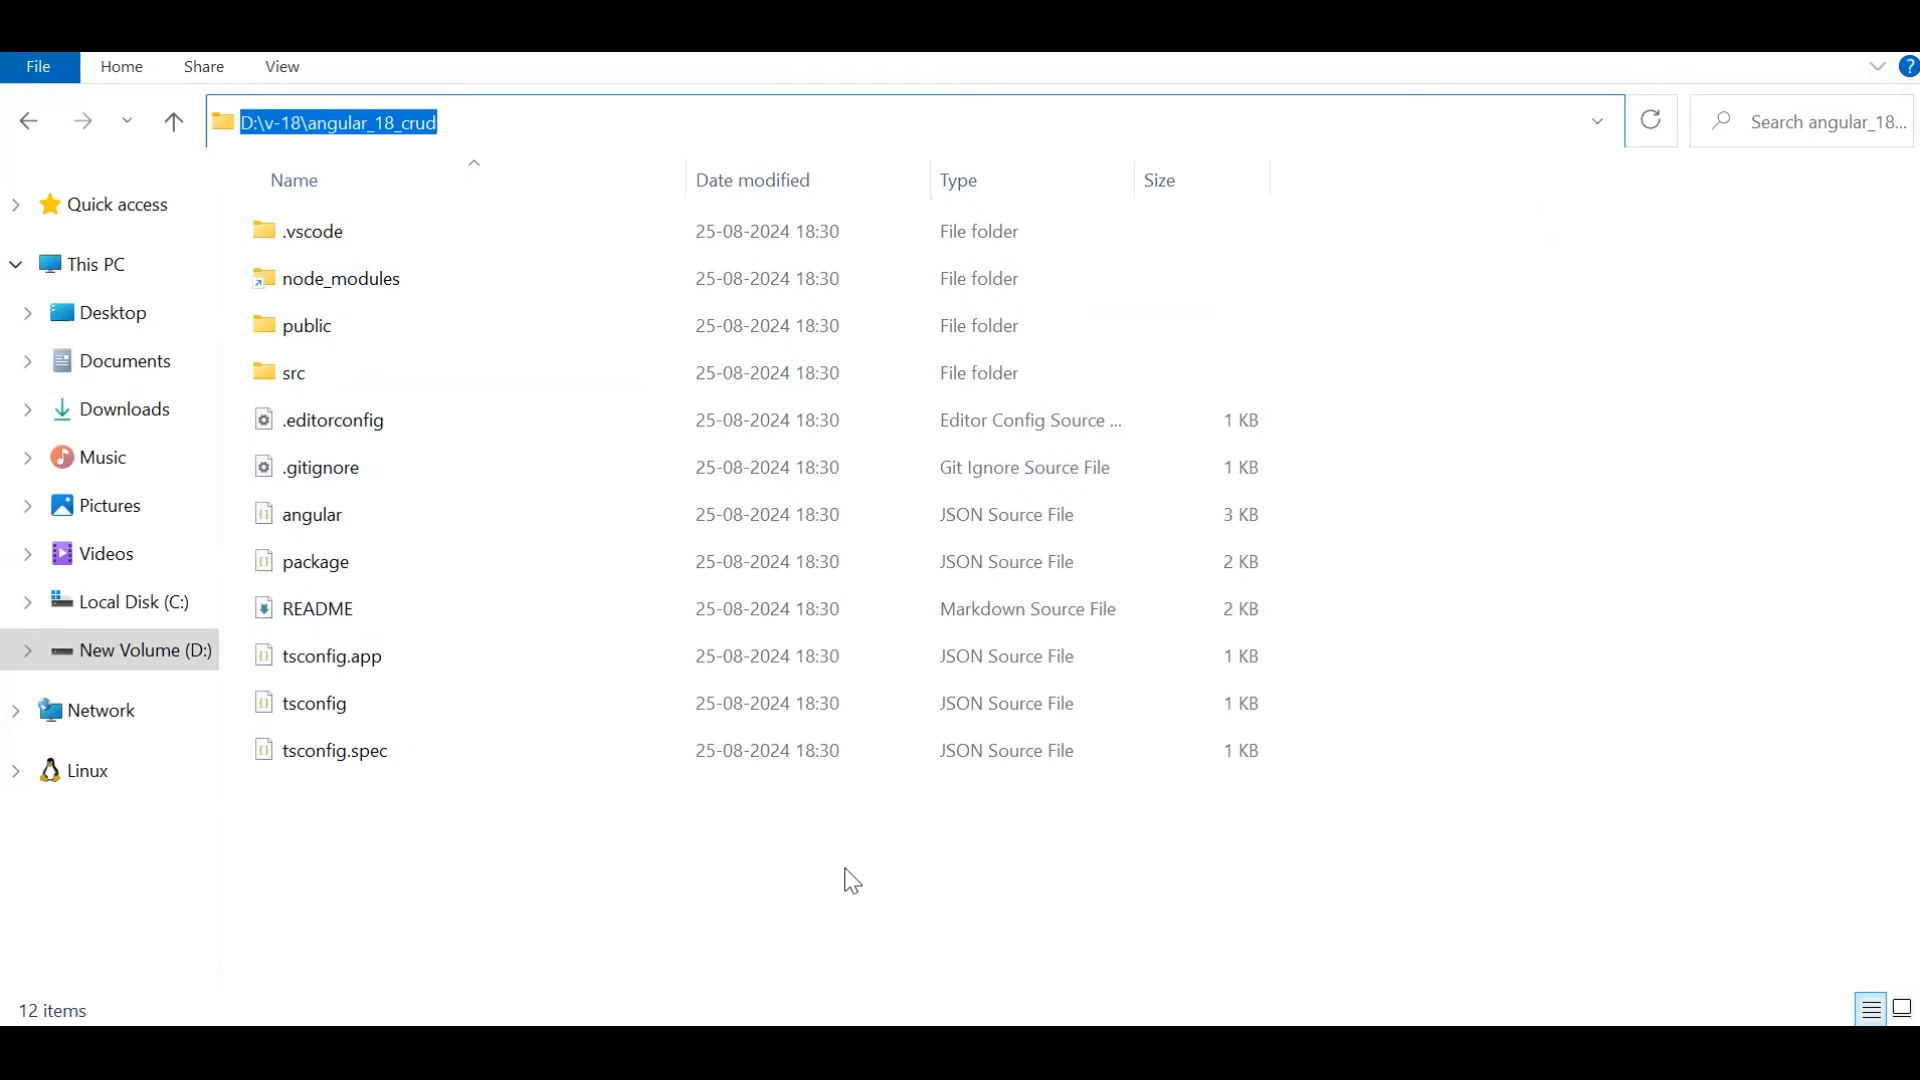 File Home Share View ?
D:\v-18\angular_18_crud Search angular_18...
Name Date modified Type Size
Quick access
This PC
Desktop
Documents
Downloads
Music
Pictures
Videos
Local Disk (C:)
New Volume (D:)
Network
Linux
.vscode 25-08-2024 18:30 File folder
node_modules 25-08-2024 18:30 File folder
public 25-08-2024 18:30 File folder
src 25-08-2024 18:30 File folder
.editorconfig 25-08-2024 18:30 Editor Config Source ... 1 KB
.gitignore 25-08-2024 18:30 Git Ignore Source File 1 KB
angular 25-08-2024 18:30 JSON Source File 3 KB
package 25-08-2024 18:30 JSON Source File 2 KB
README 25-08-2024 18:30 Markdown Source File 2 KB
tsconfig.app 25-08-2024 18:30 JSON Source File 1 KB
tsconfig 25-08-2024 18:30 JSON Source File 1 KB
tsconfig.spec 25-08-2024 18:30 JSON Source File 1 KB
12 items